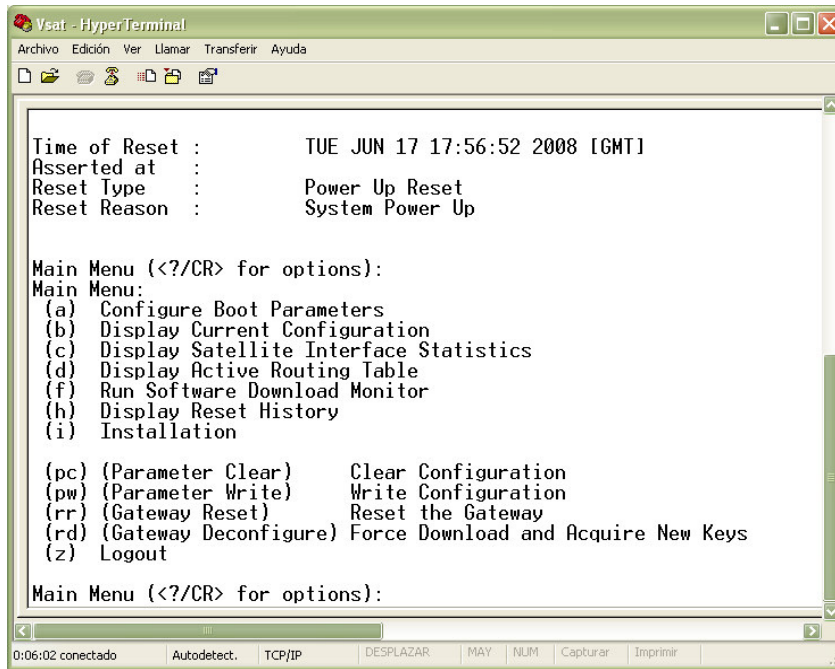 Vsat - HyperTerminal
Archivo Edición Ver Llamar Transferir Ayuda
Time of Reset : TUE JUN 17 17:56:52 2008 [GMT]
Asserted at :
Reset Type : Power Up Reset
Reset Reason : System Power Up
Main Menu (<?/CR> for options):
Main Menu:
(a) Configure Boot Parameters
(b) Display Current Configuration
(c) Display Satellite Interface Statistics
(d) Display Active Routing Table
(f) Run Software Download Monitor
(h) Display Reset History
(i) Installation
(pc) (Parameter Clear) Clear Configuration
(pw) (Parameter Write) Write Configuration
(rr) (Gateway Reset) Reset the Gateway
(rd) (Gateway Deconfigure) Force Download and Acquire New Keys
(z) Logout
Main Menu (<?/CR> for options):
0:06:02 conectado Autodetect. TCP/IP DESPLAZAR MAY NUM Capturar Imprimir